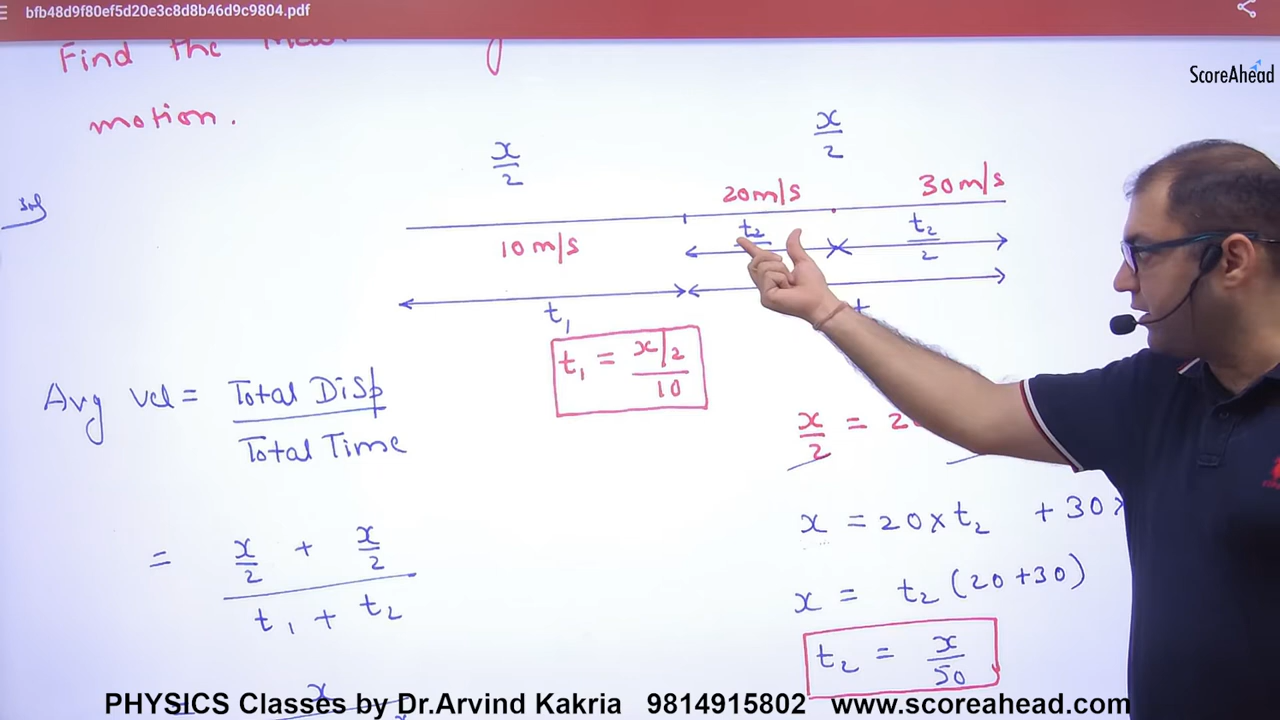 bfb48d9f80ef5d20e3c8d8b46d9c9804.pdf
ScoreAhead
Find the
motion.
Sol
x/2
x/2
20m/s
30m/s
10 m/s
t₂
t₂/2
t₁
t₁ = x/2 / 10
Avg vel = Total Disp / Total Time
x/2 = 20
= x/2 + x/2 / t₁ + t₂
x = 20 x t₂ + 30
x = t₂ (20 + 30)
t₂ = x/50
= x
PHYSICS Classes by Dr.Arvind Kakria 9814915802 www.scoreahead.com